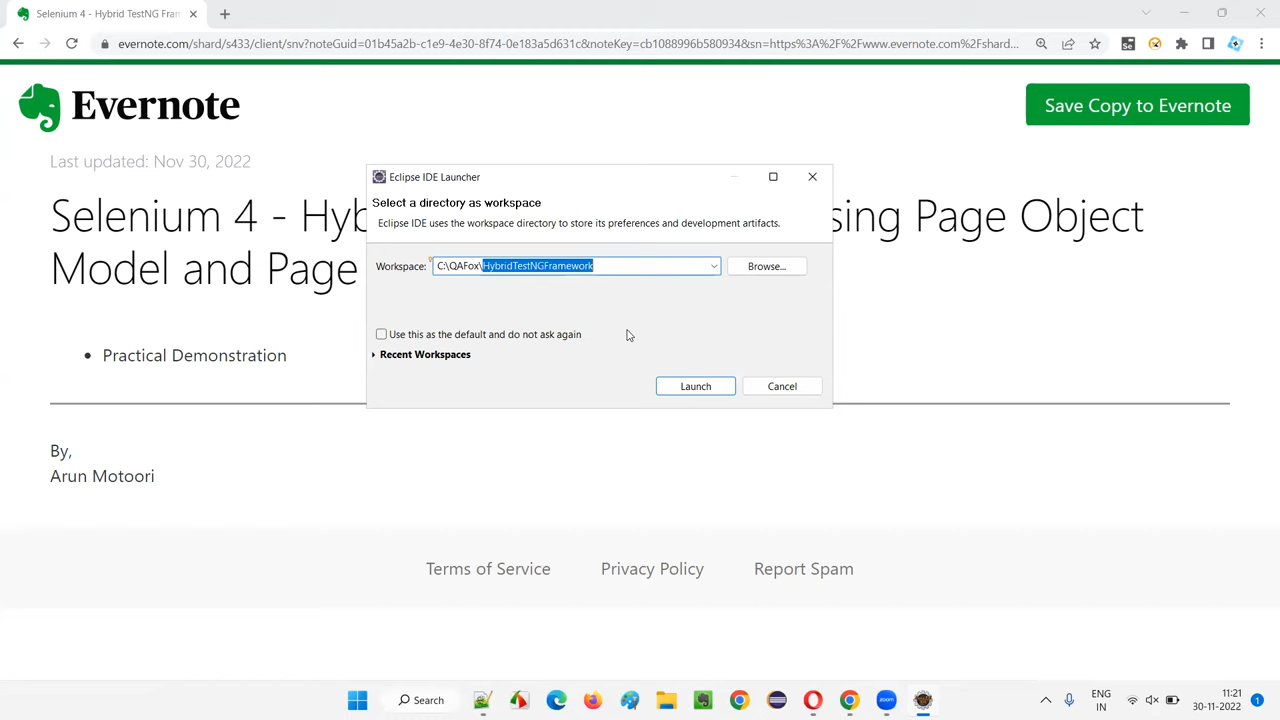 Selenium 4 - Hybrid TestNG Fram
evernote.com/shard/s433/client/snv?noteGuid=01b45a2b-
e9-4e30-8f74-0e183a5d631c&noteKey=cb1088996b580934&sn=https%3A%2F%2Fwww.evernote.com%2Fshard...
Evernote
Save Copy to Evernote
Last updated: Nov 30, 2022
Selenium 4 - Hyb
sing Page Object
Model and Page
Eclipse IDE Launcher
Select a directory as workspace
Eclipse IDE uses the workspace directory to store its preferences and development artifacts.
Workspace: C:\QAFox\HybridTestNGFramework
Browse...
Use this as the default and do not ask again
Recent Workspaces
Launch Cancel
• Practical Demonstration
By,
Arun Motoori
Terms of Service Privacy Policy Report Spam
Search
zoom
ENG
IN
11:21
30-11-2022
1